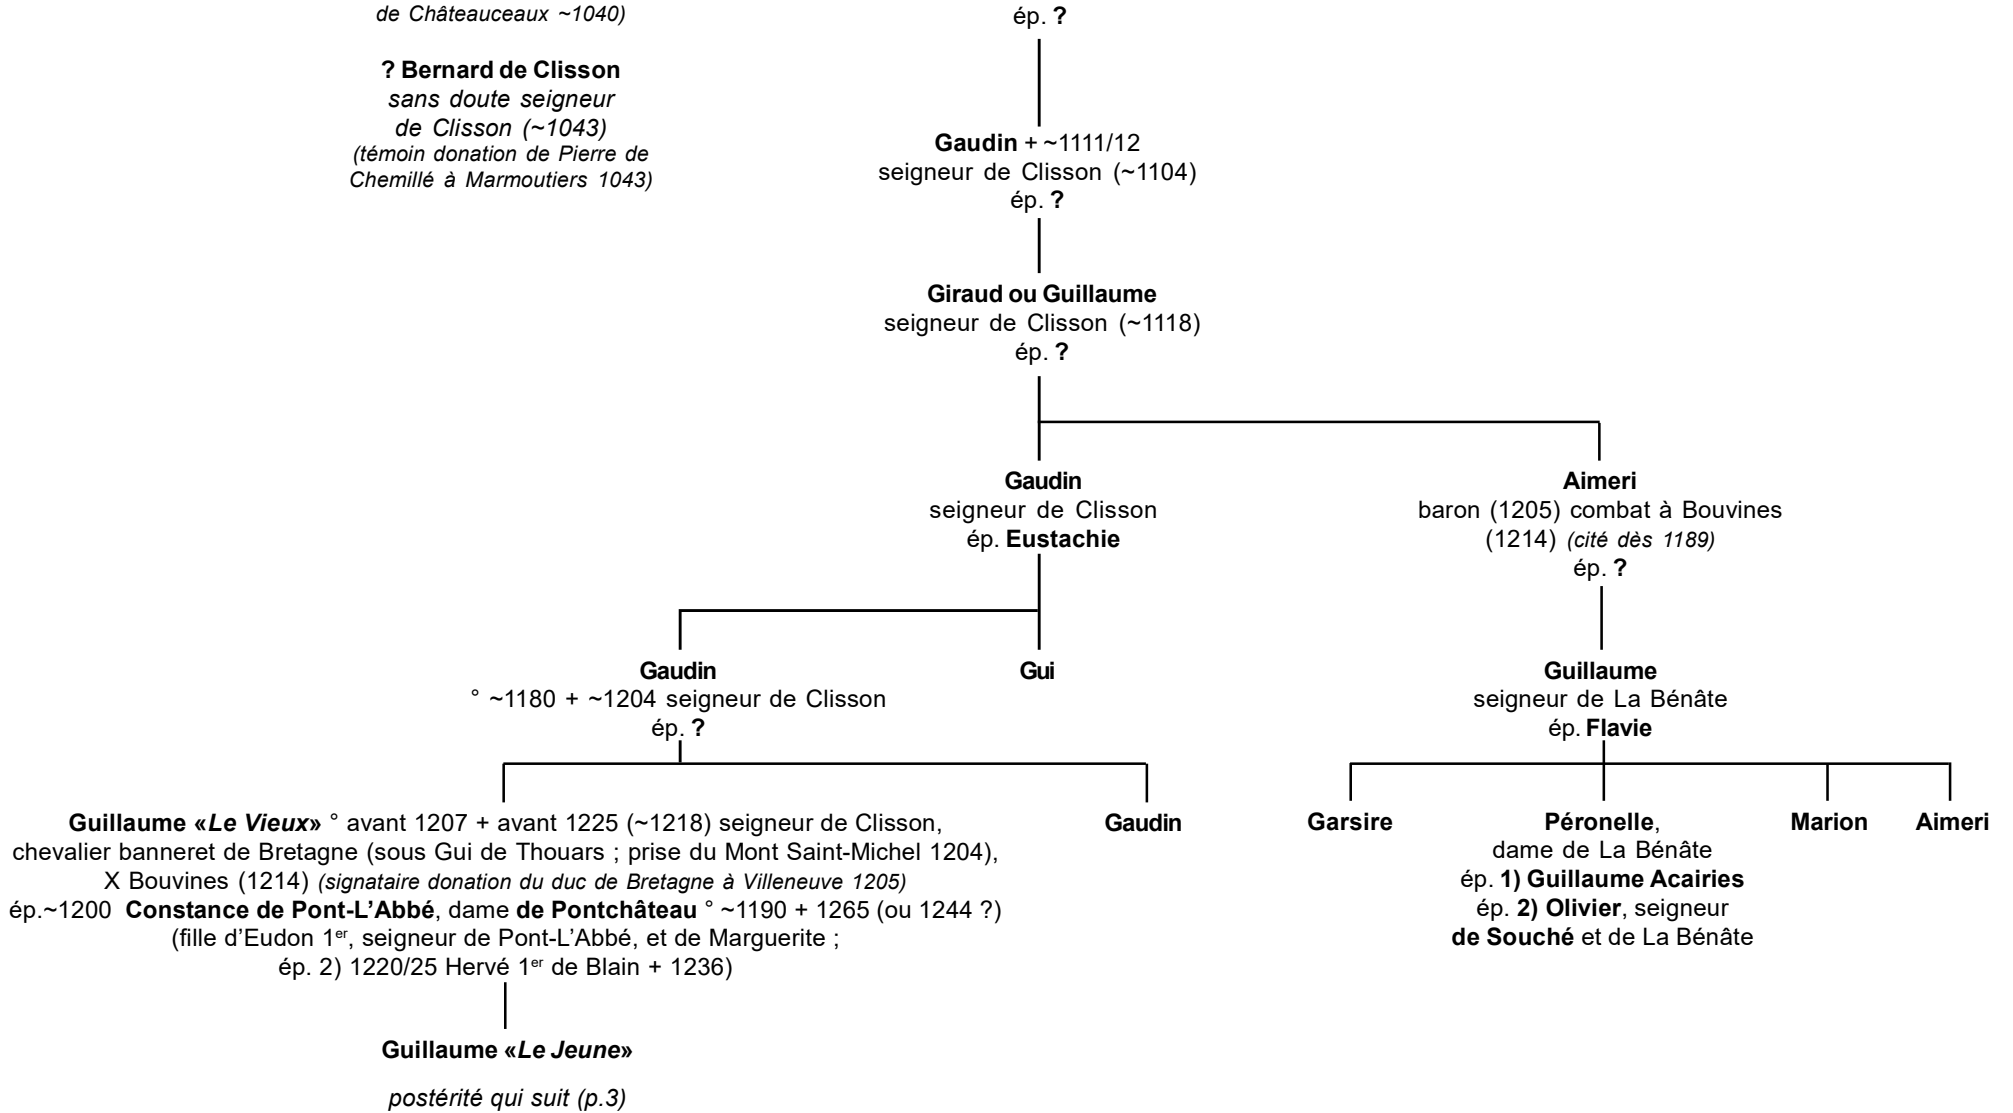 de Châteauceaux ~1040)
ép. ?
? Bernard de Clisson
sans doute seigneur
de Clisson (~1043)
(témoin donation de Pierre de
Chemillé à Marmoutiers 1043)
Gaudin + ~1111/12
seigneur de Clisson (~1104)
ép. ?
Giraud ou Guillaume
seigneur de Clisson (~1118)
ép. ?
Gaudin
seigneur de Clisson
ép. Eustachie
Aimeri
baron (1205) combat à Bouvines
(1214) (cité dès 1189)
ép. ?
Gaudin
° ~1180 + ~1204 seigneur de Clisson
ép. ?
Gui
Guillaume
seigneur de La Bénâte
ép. Flavie
Guillaume «Le Vieux» ° avant 1207 + avant 1225 (~1218) seigneur de Clisson,
chevalier banneret de Bretagne (sous Gui de Thouars ; prise du Mont Saint-Michel 1204),
X Bouvines (1214) (signataire donation du duc de Bretagne à Villeneuve 1205)
ép.~1200 Constance de Pont-L’Abbé, dame de Pontchâteau ° ~1190 + 1265 (ou 1244 ?)
(fille d’Eudon 1er, seigneur de Pont-L’Abbé, et de Marguerite ;
ép. 2) 1220/25 Hervé 1er de Blain + 1236)
Gaudin
Garsire
Péronelle,
dame de La Bénâte
ép. 1) Guillaume Acairies
ép. 2) Olivier, seigneur
de Souché et de La Bénâte
Marion
Aimeri
Guillaume «Le Jeune»
postérité qui suit (p.3)